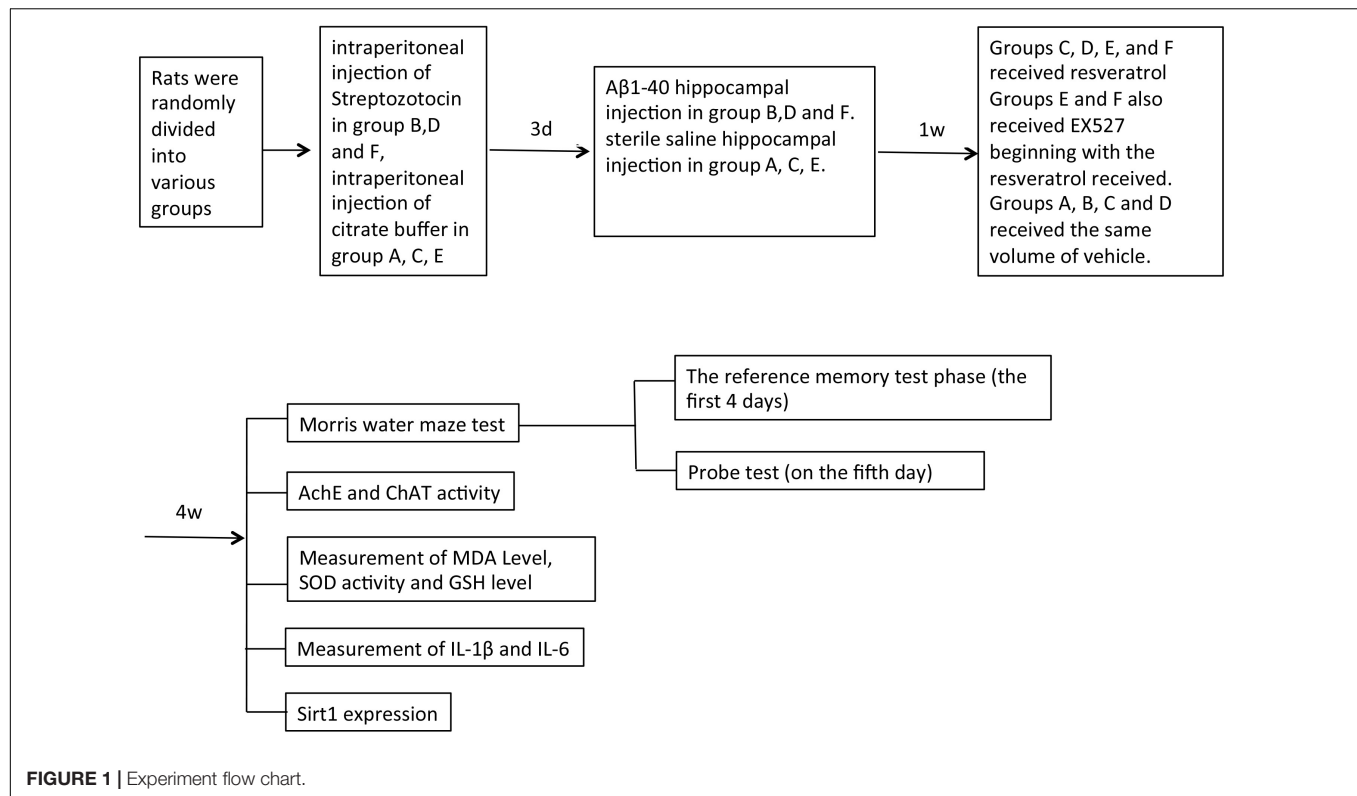 Rats were
randomly
divided
into
various
groups
intraperitoneal
injection of
Streptozotocin
in group B,D
and F,
intraperitoneal
injection of
citrate buffer in
group A, C, E
3d
Aβ1-40 hippocampal
injection in group B,D and F.
sterile saline hippocampal
injection in group A, C, E.
1w
Groups C, D, E, and F
received resveratrol
Groups E and F also
received EX527
beginning with the
resveratrol received.
Groups A, B, C and D
received the same
volume of vehicle.
4w
Morris water maze test
The reference memory test phase (the
first 4 days)
Probe test (on the fifth day)
AchE and ChAT activity
Measurement of MDA Level,
SOD activity and GSH level
Measurement of IL-1β and IL-6
Sirt1 expression
FIGURE 1 | Experiment flow chart.